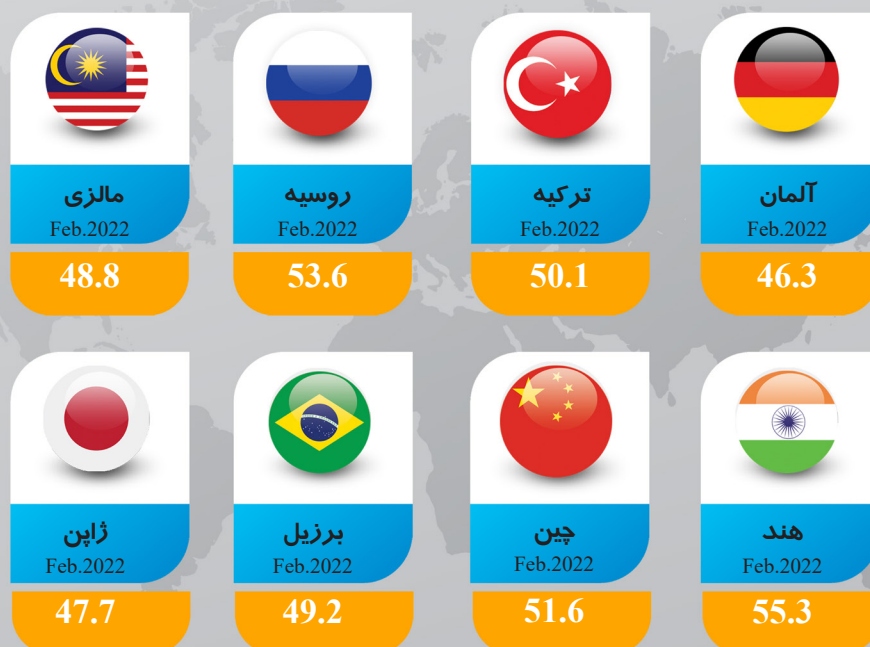 آلمان
Feb.2022
46.3
ترکیه
Feb.2022
50.1
روسیه
Feb.2022
53.6
مالزی
Feb.2022
48.8
هند
Feb.2022
55.3
چین
Feb.2022
51.6
برزیل
Feb.2022
49.2
ژاپن
Feb.2022
47.7